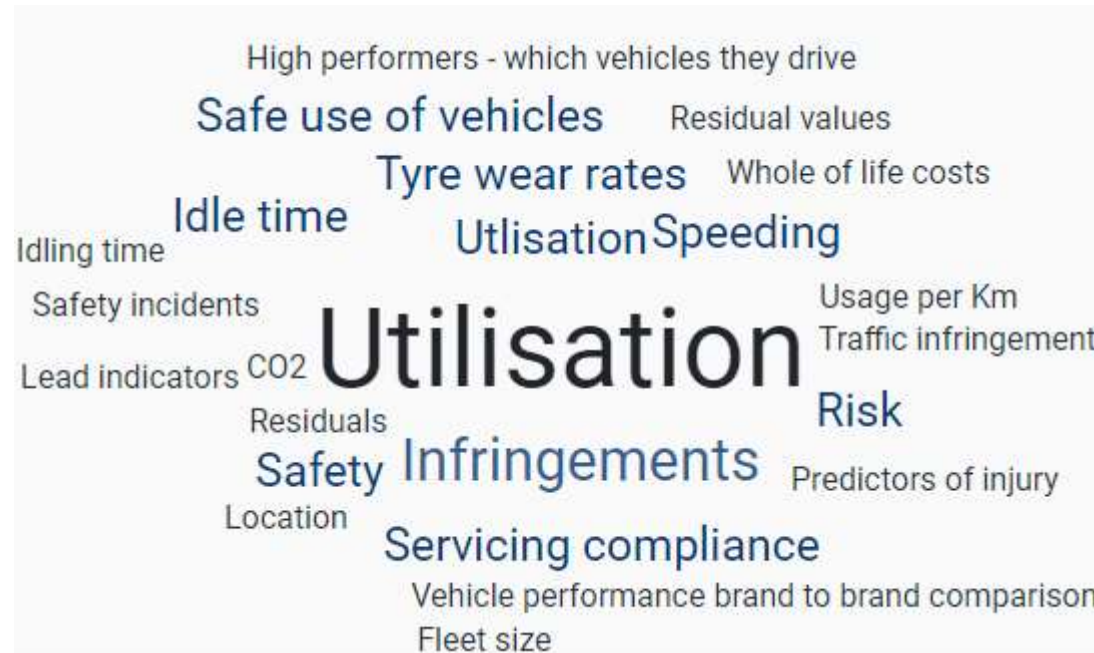 High performers - which vehicles they drive
Safe use of vehicles
Residual values
Tyre wear rates
Whole of life costs
Idle time
Utlisation
Speeding
Idling time
Safety incidents
Usage per Km
Utilisation
Traffic infringement
Lead indicators
CO2
Risk
Residuals
Infringements
Safety
Predictors of injury
Location
Servicing compliance
Vehicle performance brand to brand comparison
Fleet size